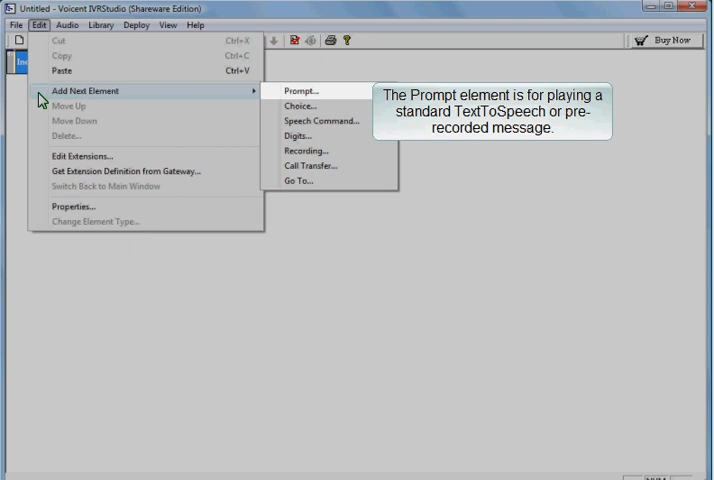 Untitled - Voicent IVRStudio (Shareware Edition)
File Edit Audio Library Deploy View Help
Buy Now
Cut Ctrl+X
Copy Ctrl+C
Paste Ctrl+V
Add Next Element
Move Up
Move Down
Delete...
Edit Extensions...
Get Extension Definition from Gateway...
Switch Back to Main Window
Properties...
Change Element Type...
Prompt...
Choice...
Speech Command...
Digits...
Recording...
Call Transfer...
Go To...
The Prompt element is for playing a
standard TextToSpeech or pre-
recorded message.